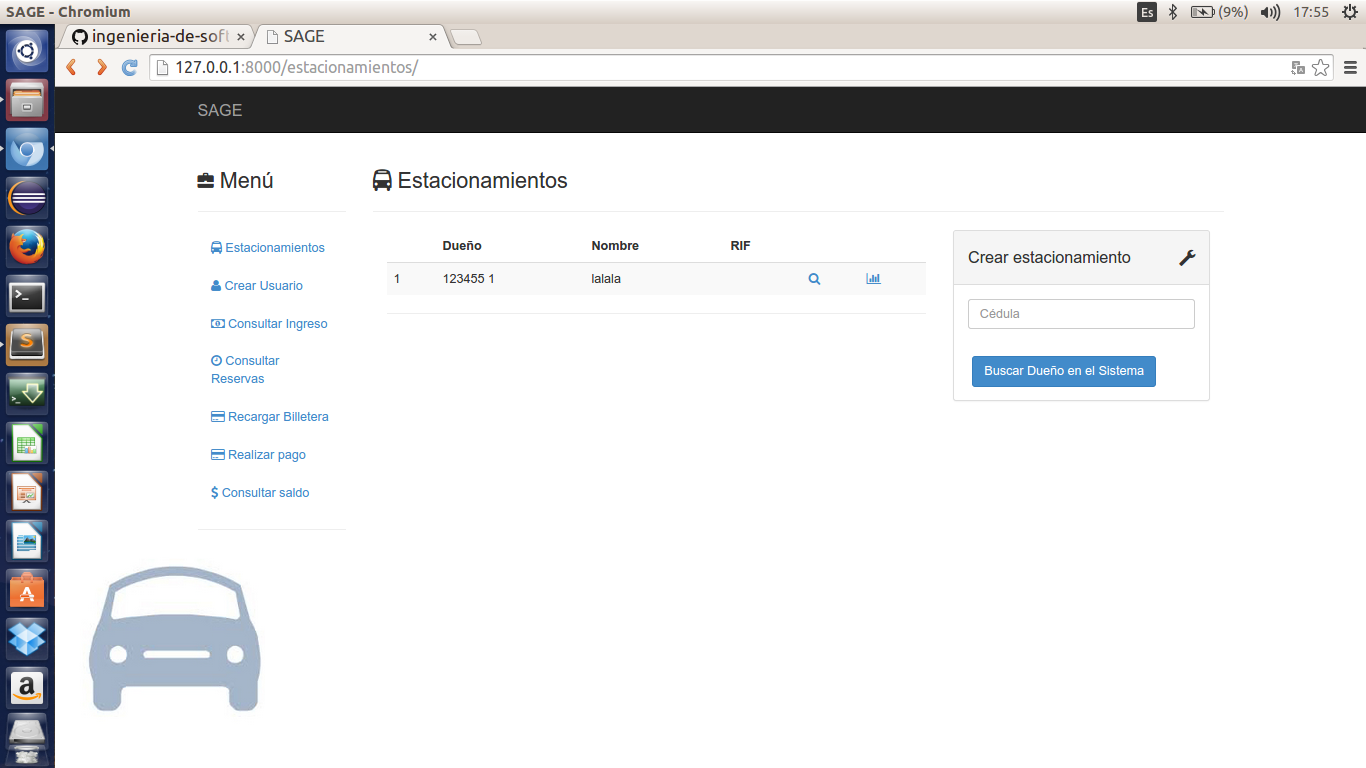 SAGE - Chromium
Es
(9%)
17:55
ingenieria-de-soft
SAGE
127.0.0.1:8000/estacionamientos/
SAGE
Menú
Estacionamientos
Crear Usuario
Consultar Ingreso
Consultar
Reservas
Recargar Billetera
Realizar pago
Consultar saldo
Estacionamientos
Dueño Nombre RIF
1 123455 1 lalala
Crear estacionamiento
Cédula
Buscar Dueño en el Sistema